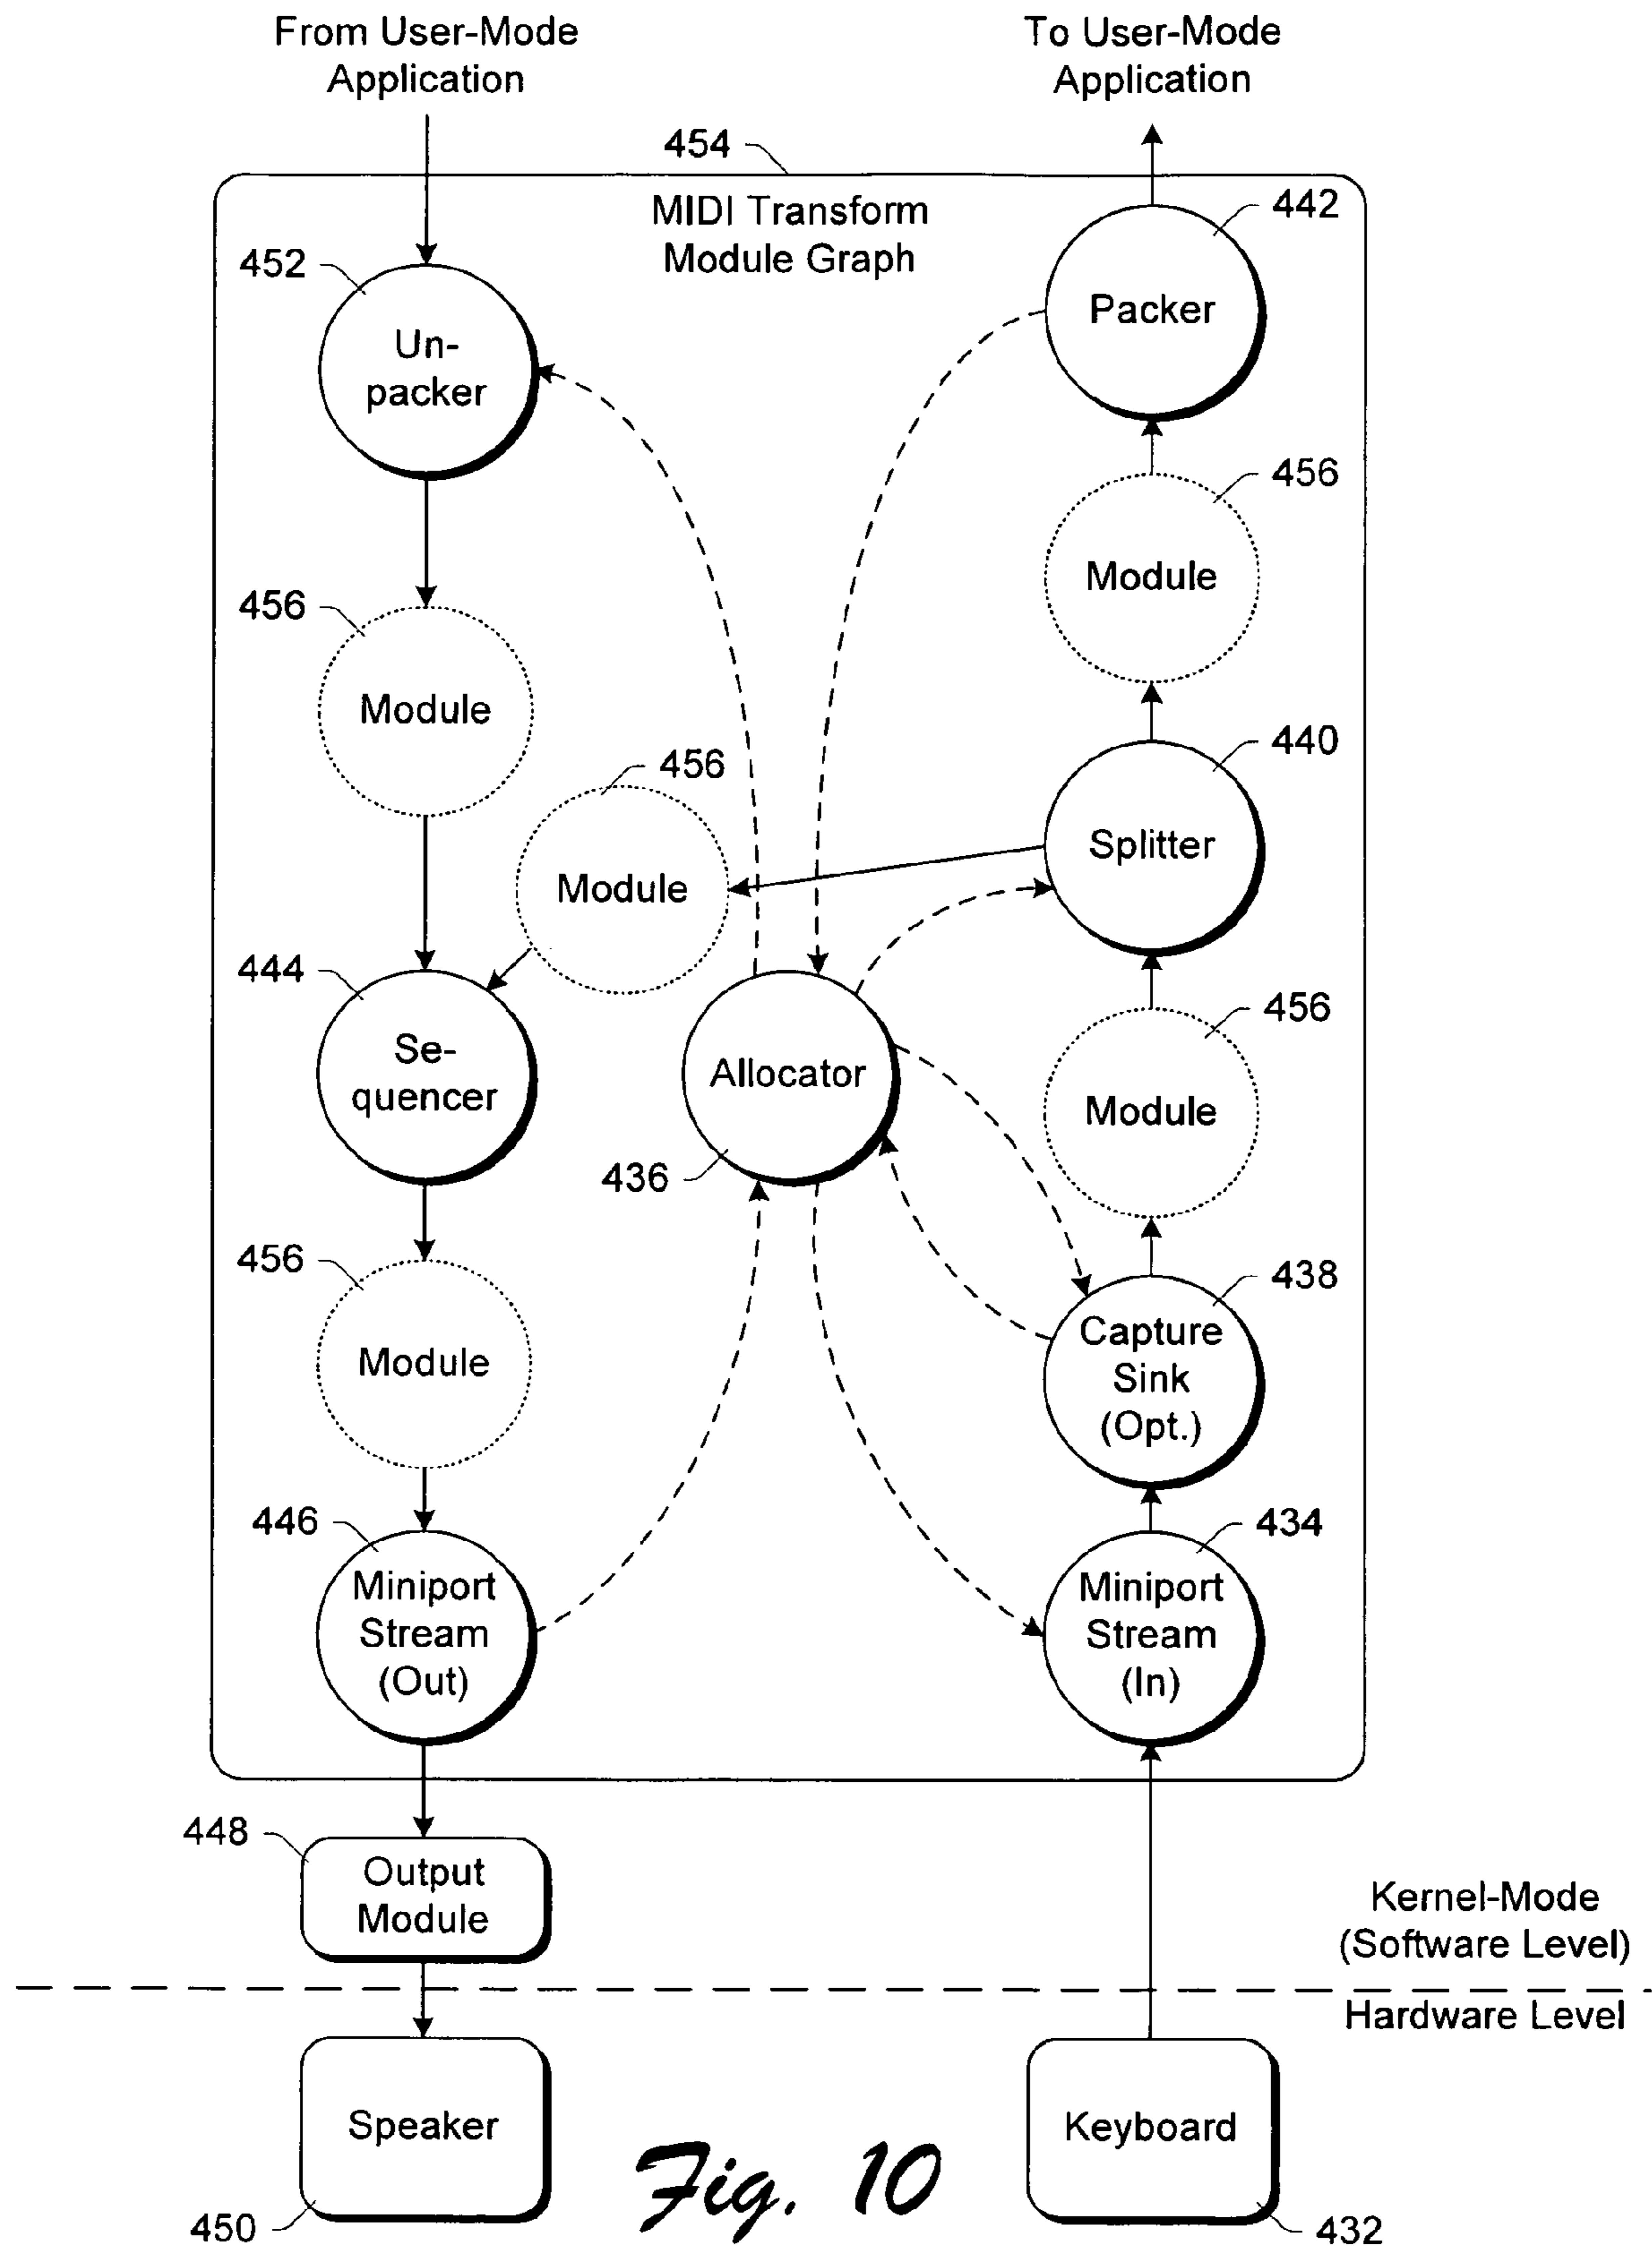 From User-Mode
Application
To User-Mode
Application
454
MIDI Transform
Module Graph
442
Packer
452
Un-
packer
456
Module
456
Module
440
Splitter
456
Module
444
Se-
quencer
Allocator
436
456
Module
456
Module
438
Capture
Sink
(Opt.)
446
Miniport
Stream
(Out)
434
Miniport
Stream
(In)
448
Output
Module
Kernel-Mode
(Software Level)
Hardware Level
Speaker
450
Keyboard
432
Fig. 10